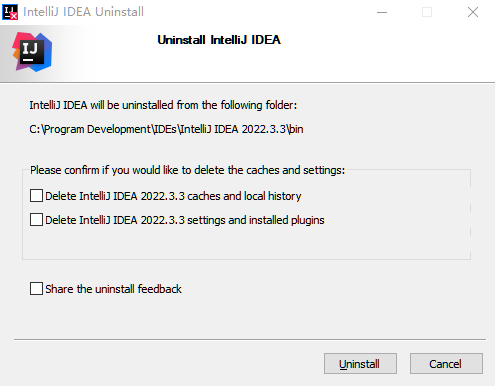 IntelliJ IDEA Uninstall
IJ
Uninstall IntelliJ IDEA
IJ
IntelliJ IDEA will be uninstalled from the following folder:
C:\Program Development\IDEs\IntelliJ IDEA 2022.3.3\bin
Please confirm if you would like to delete the caches and settings:
Delete IntelliJ IDEA 2022.3.3 caches and local history
Delete IntelliJ IDEA 2022.3.3 settings and installed plugins
Share the uninstall feedback
Uninstall
Cancel